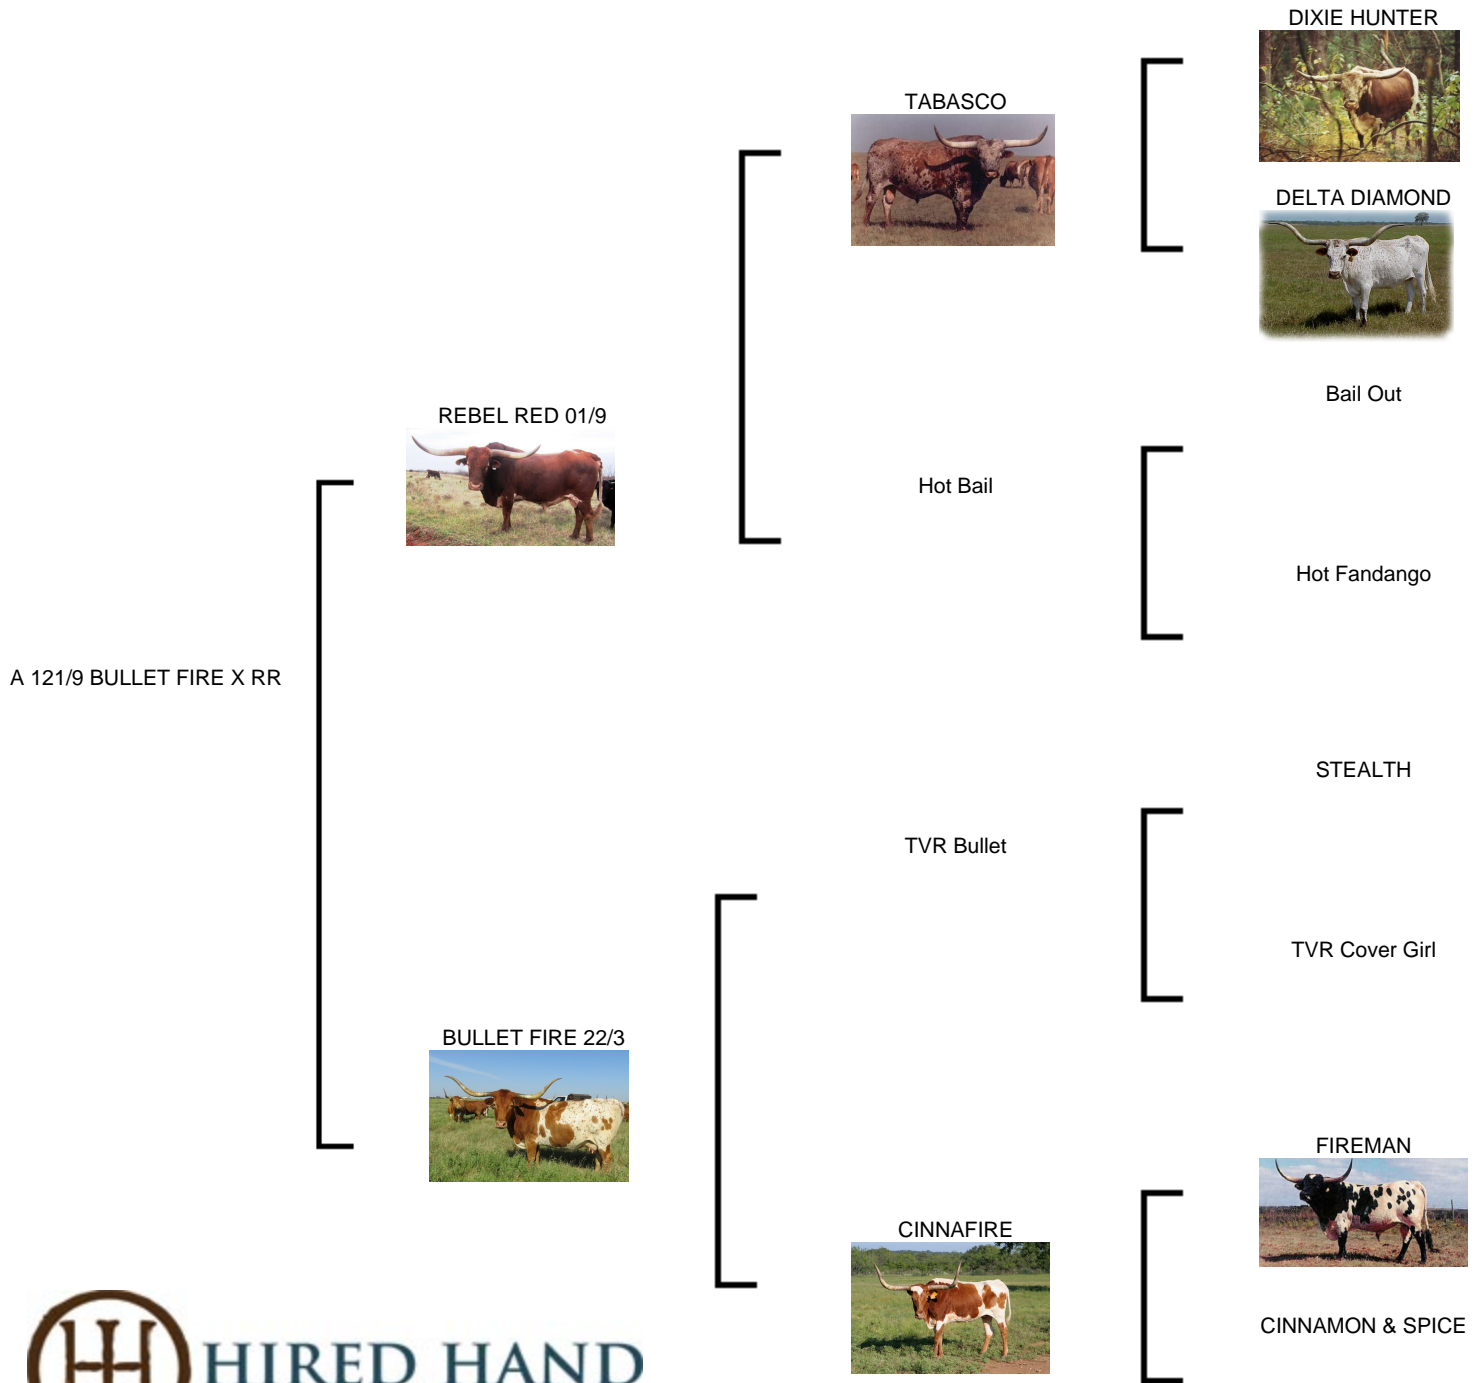 DIXIE HUNTER
TABASCO
DELTA DIAMOND
Bail Out
REBEL RED 01/9
Hot Bail
Hot Fandango
A 121/9 BULLET FIRE X RR
STEALTH
TVR Bullet
TVR Cover Girl
BULLET FIRE 22/3
FIREMAN
CINNAFIRE
CINNAMON & SPICE
HIRED HAND